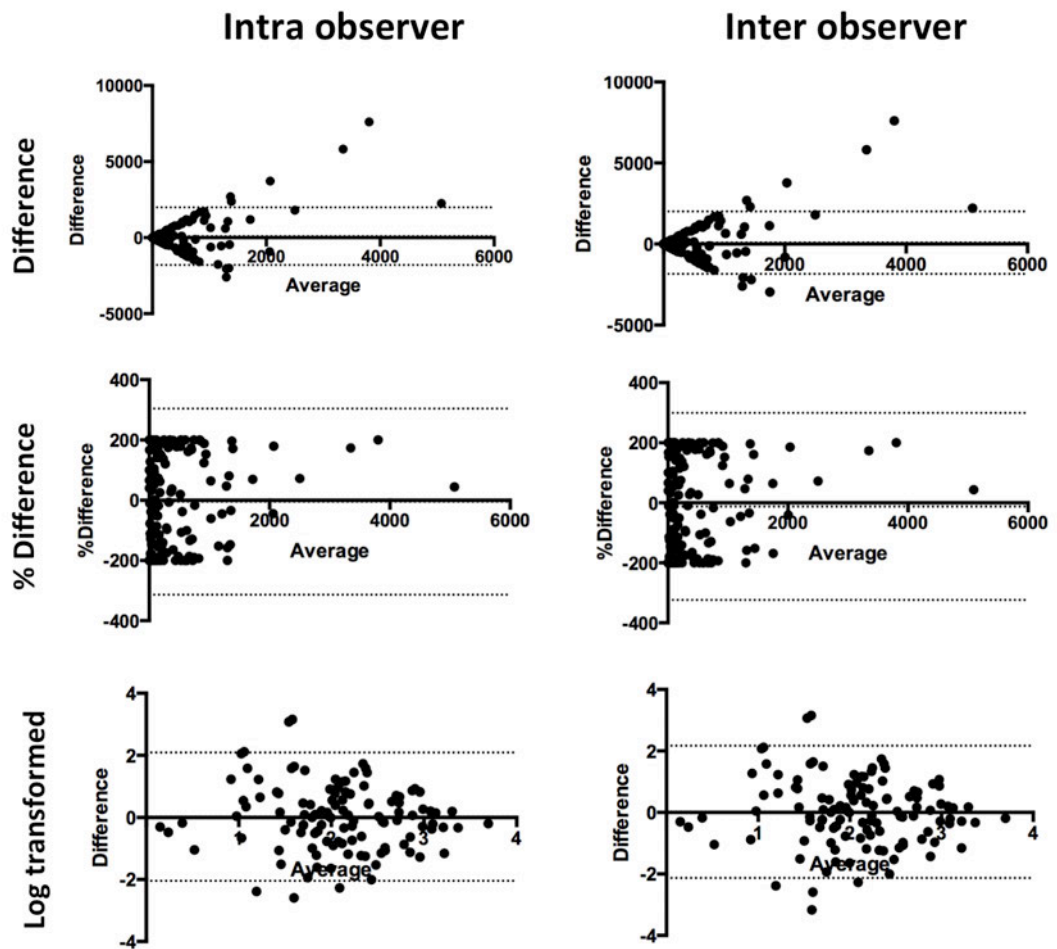 Intra observer
Inter observer
Difference
Difference
10000
5000
0
-5000
2000
4000
6000
Average
Difference
10000
5000
0
-5000
2000
4000
6000
Average
% Difference
%Difference
400
200
0
-200
-400
2000
4000
6000
Average
%Difference
400
200
0
-200
-400
2000
4000
6000
Average
Log transformed
Difference
4
2
0
-2
-4
1
2
3
4
Average
Difference
4
2
0
-2
-4
1
2
3
4
Average